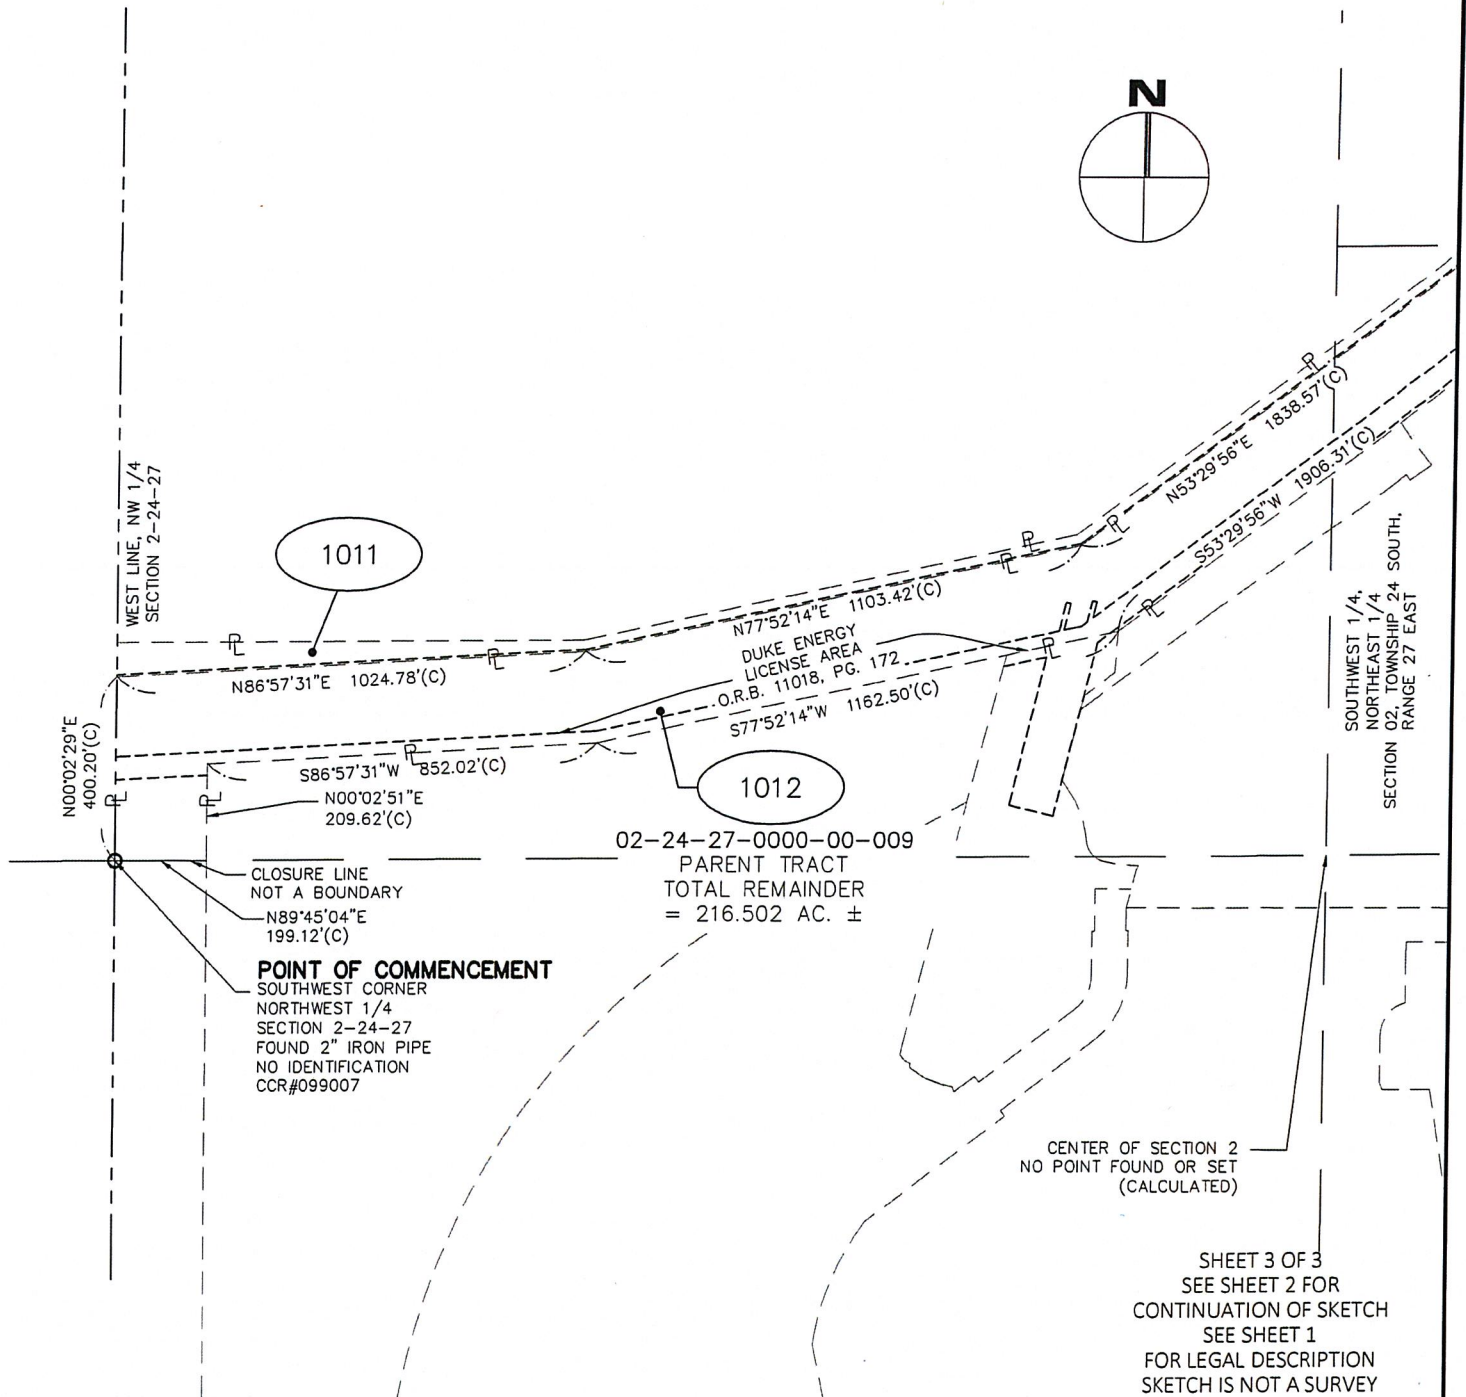 N
WEST LINE, NW 1/4
SECTION 2-24-27
1011
N86°57'31"E 1024.78'(C)
N77°52'14"E 1103.42'(C)
N53°29'56"E 1838.57'(C)
S53°29'56"W 1906.31'(C)
DUKE ENERGY
LICENSE AREA
O.R.B. 11018, PG. 172
S77°52'14"W 1162.50'(C)
SOUTHWEST 1/4,
NORTHEAST 1/4
SECTION 02, TOWNSHIP 24 SOUTH,
RANGE 27 EAST
N00°02'29"E
400.20'(C)
S86°57'31"W 852.02'(C)
N00°02'51"E
209.62'(C)
1012
02-24-27-0000-00-009
PARENT TRACT
TOTAL REMAINDER
= 216.502 AC. ±
CLOSURE LINE
NOT A BOUNDARY
N89°45'04"E
199.12'(C)
POINT OF COMMENCEMENT
SOUTHWEST CORNER
NORTHWEST 1/4
SECTION 2-24-27
FOUND 2" IRON PIPE
NO IDENTIFICATION
CCR#099007
CENTER OF SECTION 2
NO POINT FOUND OR SET
(CALCULATED)
SHEET 3 OF 3
SEE SHEET 2 FOR
CONTINUATION OF SKETCH
SEE SHEET 1
FOR LEGAL DESCRIPTION
SKETCH IS NOT A SURVEY